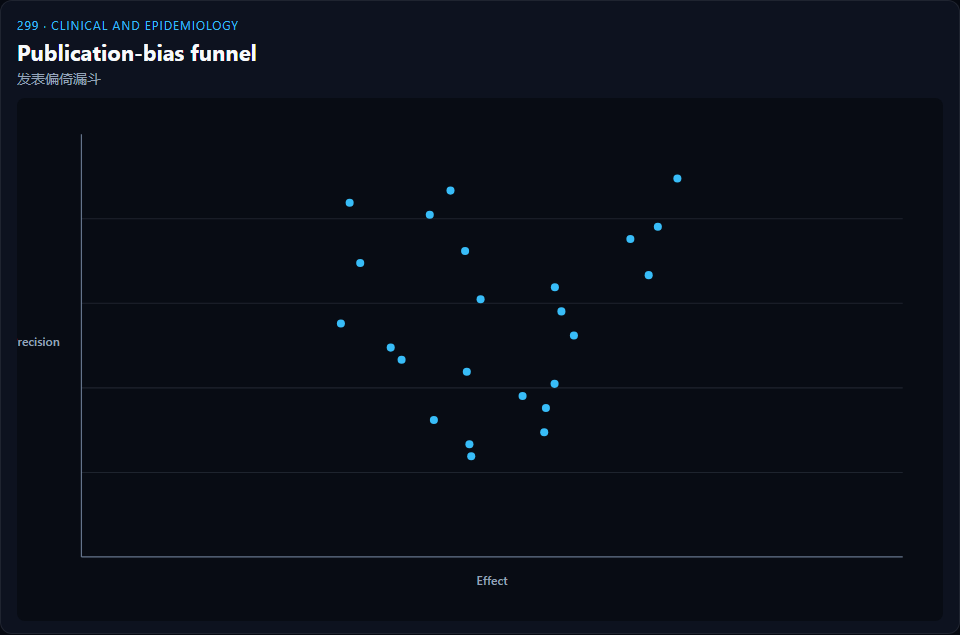 299 · CLINICAL AND EPIDEMIOLOGY
Publication-bias funnel
发表偏倚漏斗
recision
Effect